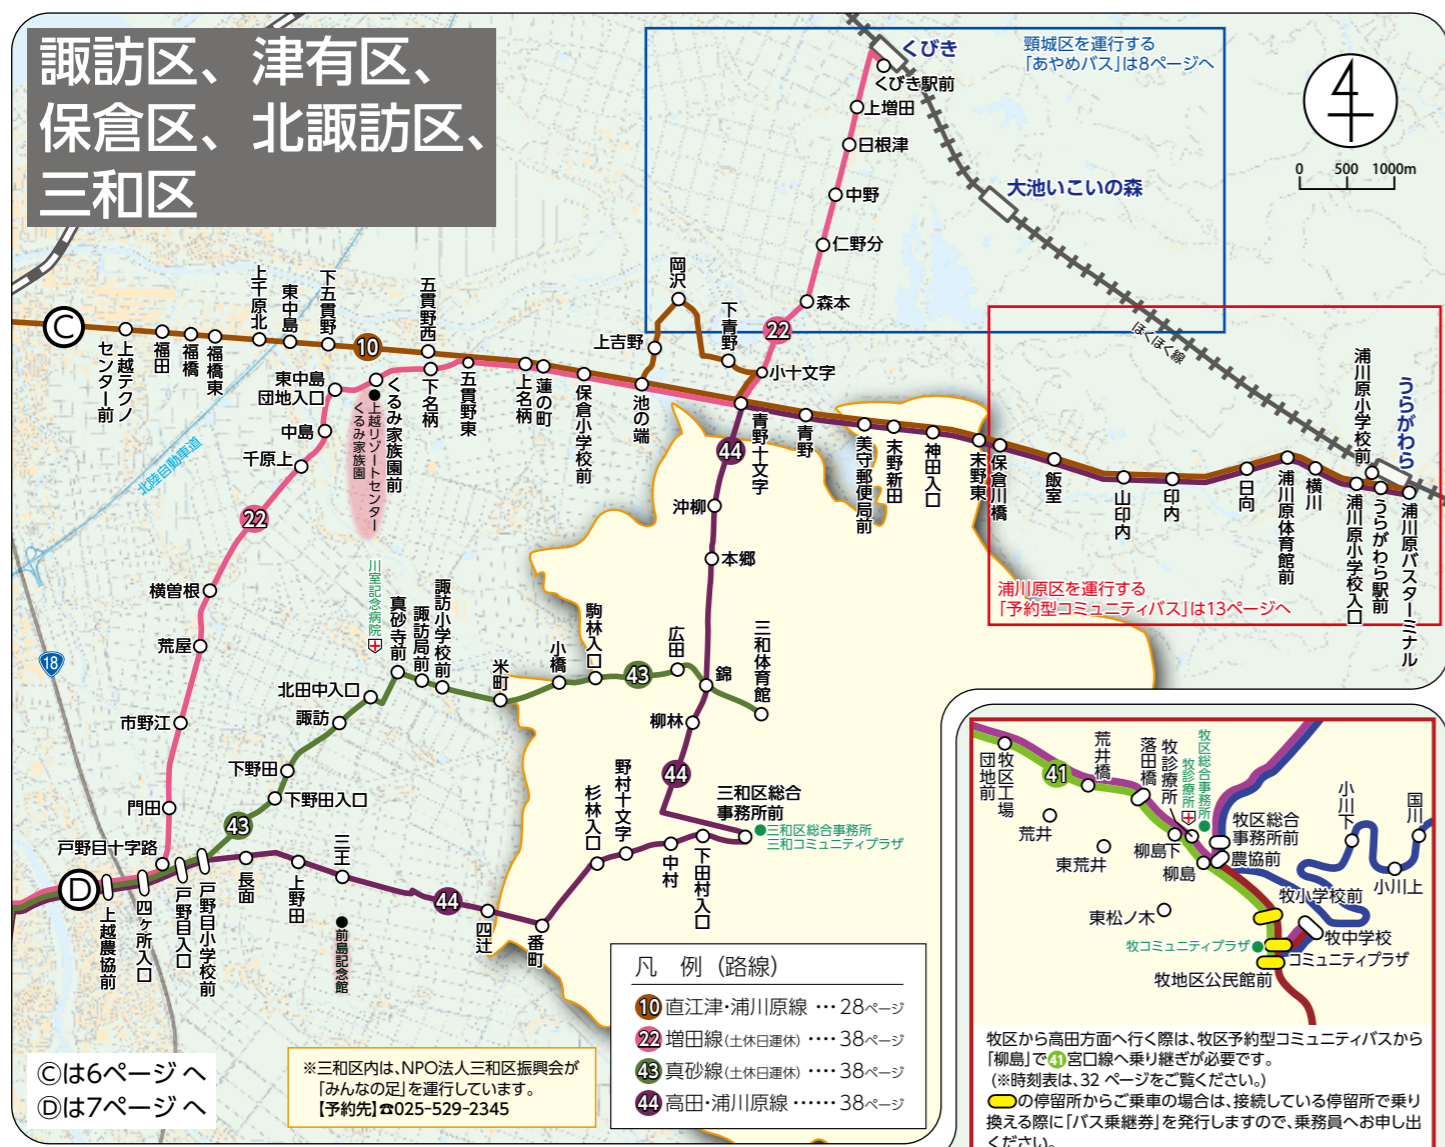 諏訪区、津有区、
保倉区、北諏訪区、
三和区
くびき
くびき駅前
上増田
日根津
中野
仁野分
森本
22
頸城区を運行する
「あやめバス」は8ページへ
大池いこいの森
0 500 1000m
ほくほく線
C
上越テクノ
センター前
福田
福橋
福橋東
上千原北
東中島
下五貫野
10
五貫野西
東中島
団地入口
くるみ家族園前
上越リゾートセンター
くるみ家族園
下名柄
五貫野東
上名柄
蓮の町
保倉小学校前
池の端
上吉野
岡沢
下青野
小十文字
青野十文字
青野
美守郵便局前
末野新田
神田入口
末野東
保倉川橋
飯室
山印内
印内
日向
浦川原体育館前
横川
浦川原小学校入口
浦川原小学校前
うらがわら駅前
うらがわら
浦川原バスターミナル
浦川原区を運行する
「予約型コミュニティバス」は13ページへ
中島
千原上
北陸自動車道
22
横曽根
荒屋
市野江
門田
戸野目十字路
18
44
沖柳
本郷
錦
柳林
44
三和区総合
事務所前
三和区総合事務所
三和コミュニティプラザ
下田村入口
中村
野村十文字
杉林入口
番町
四辻
44
三王
上野田
長面
前島記念館
川室記念病院
真砂寺前
諏訪局前
諏訪小学校前
米町
小橋
駒林入口
43
広田
三和体育館
北田中入口
諏訪
下野田
下野田入口
43
D
上越農協前
四ヶ所入口
戸野目入口
戸野目小学校前
Ⓒは6ページ へ
Ⓓは7ページ へ
※三和区内は、NPO法人三和区振興会が
「みんなの足」を運行しています。
【予約先】☎025-529-2345
凡 例（路線）
10 直江津・浦川原線 … 28ページ
22 増田線(土休日運休) … 38ページ
43 真砂線(土休日運休) … 38ページ
44 高田・浦川原線 …… 38ページ
牧区工場
団地前
41
荒井橋
落田橋
牧診療所
牧診療所
牧区総合事務所
牧区総合
事務所前
農協前
荒井
東荒井
柳島下
柳島
小川下
国川
小川上
牧小学校前
東松ノ木
牧中学校
牧コミュニティプラザ
コミュニティプラザ
牧地区公民館前
牧区から高田方面へ行く際は、牧区予約型コミュニティバスから
「柳島」で41宮口線へ乗り継ぎが必要です。
(※時刻表は、32 ページをご覧ください。)
の停留所からご乗車の場合は、接続している停留所で乗り
換える際に「バス乗継券」を発行しますので、乗務員へお申し出
ください。